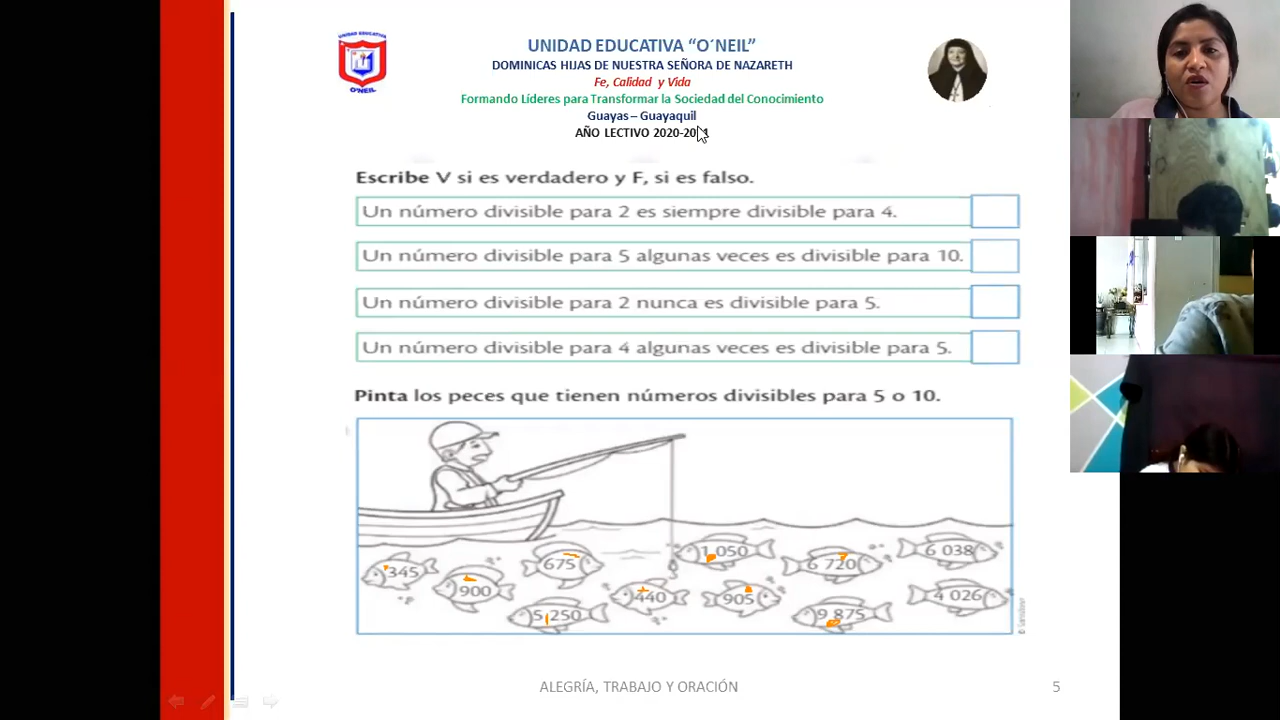 UNIDAD EDUCATIVA
O'NEIL
UNIDAD EDUCATIVA "O´NEIL"
DOMINICAS HIJAS DE NUESTRA SEÑORA DE NAZARETH
Fe, Calidad y Vida
Formando Líderes para Transformar la Sociedad del Conocimiento
Guayas – Guayaquil
AÑO LECTIVO 2020-2021
Escribe V si es verdadero y F, si es falso.
Un número divisible para 2 es siempre divisible para 4.
Un número divisible para 5 algunas veces es divisible para 10.
Un número divisible para 2 nunca es divisible para 5.
Un número divisible para 4 algunas veces es divisible para 5.
Pinta los peces que tienen números divisibles para 5 o 10.
345
900
675
5 250
440
1 050
905
6 720
9 875
6 038
4 026
© Santillana
ALEGRÍA, TRABAJO Y ORACIÓN
5